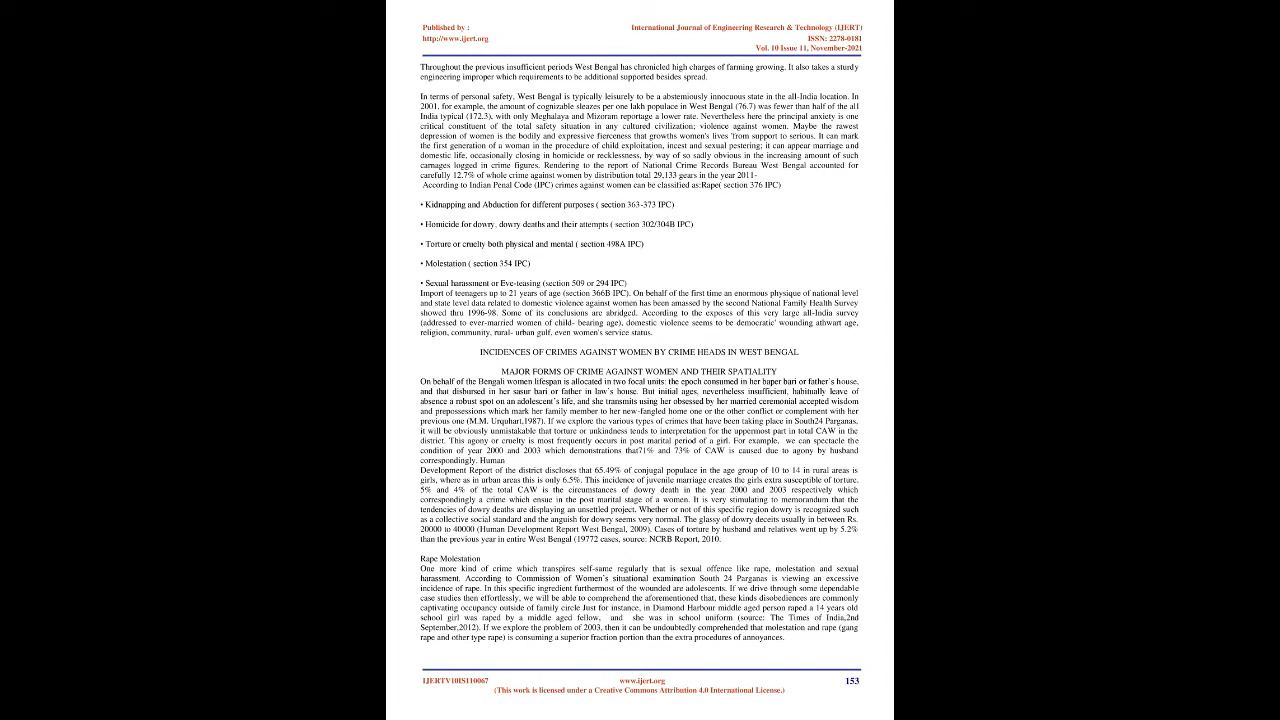 Published by :
International Journal of Engineering Research & Technology (IJERT)
http://www.ijert.org
ISSN: 2278-0181
Vol. 10 Issue 11, November-2021
Throughout the previous insufficient periods West Bengal has chronicled high charges of farming growing. It also takes a sturdy
engineering improper which requirements to be additional supported besides spread.
In terms of personal safety, West Bengal is typically leisurely to be a abstemiously innocuous state in the all-India location. In
2001, for example, the amount of cognizable sleazes per one lakh populace in West Bengal (76.7) was fewer than half of the all
India typical (172.3), with only Meghalaya and Mizoram reportage a lower rate. Nevertheless here the principal anxiety is one
critical constituent of the total safety situation in any cultured civilization; violence against women. Maybe the rawest
depression of women is the bodily and expressive fierceness that growths women's lives 'from support to serious. It can mark
the first generation of a woman in the procedure of child exploitation, incest and sexual pestering; it can appear marriage and
domestic life, occasionally closing in homicide or recklessness, by way of so sadly obvious in the increasing amount of such
carnages logged in crime figures. Rendering to the report of National Crime Records Bureau West Bengal accounted for
carefully 12.7% of whole crime against women by distribution total 29,133 gears in the year 2011-
According to Indian Penal Code (IPC) crimes against women can be classified as:Rape( section 376 IPC)
• Kidnapping and Abduction for different purposes ( section 363-373 IPC)
• Homicide for dowry, dowry deaths and their attempts ( section 302/304B IPC)
• Torture or cruelty both physical and mental ( section 498A IPC)
• Molestation ( section 354 IPC)
• Sexual harassment or Eve-teasing (section 509 or 294 IPC)
Import of teenagers up to 21 years of age (section 366B IPC). On behalf of the first time an enormous physique of national level
and state level data related to domestic violence against women has been amassed by the second National Family Health Survey
showed thru 1996-98. Some of its conclusions are abridged. According to the exposes of this very large all-India survey
(addressed to ever-married women of child- bearing age), domestic violence seems to be democratic' wounding athwart age,
religion, community, rural- urban gulf, even women's service status.
INCIDENCES OF CRIMES AGAINST WOMEN BY CRIME HEADS IN WEST BENGAL
MAJOR FORMS OF CRIME AGAINST WOMEN AND THEIR SPATIALITY
On behalf of the Bengali women lifespan is allocated in two focal units: the epoch consumed in her baper bari or father's house,
and that disbursed in her sasur bari or father in law's house. But initial ages, nevertheless insufficient, habitually leave of
absence a robust spot on an adolescent's life, and she transmits using her obsessed by her married ceremonial accepted wisdom
and prepossessions which mark her family member to her new-fangled home one or the other conflict or complement with her
previous one (M.M. Urquhart,1987). If we explore the various types of crimes that have been taking place in South24 Parganas,
it will be obviously unmistakable that torture or unkindness tends to interpretation for the uppermost part in total CAW in the
district. This agony or cruelty is most frequently occurs in post marital period of a girl. For example, we can spectacle the
condition of year 2000 and 2003 which demonstrations that71% and 73% of CAW is caused due to agony by husband
correspondingly. Human
Development Report of the district discloses that 65.49% of conjugal populace in the age group of 10 to 14 in rural areas is
girls, where as in urban areas this is only 6.5%. This incidence of juvenile marriage creates the girls extra susceptible of torture.
5% and 4% of the total CAW is the circumstances of dowry death in the year 2000 and 2003 respectively which
correspondingly a crime which ensue in the post marital stage of a women. It is very stimulating to memorandum that the
tendencies of dowry deaths are displaying an unsettled project. Whether or not of this specific region dowry is recognized such
as a collective social standard and the anguish for dowry seems very normal. The glassy of dowry deceits usually in between Rs.
20000 to 40000 (Human Development Report West Bengal, 2009). Cases of torture by husband and relatives went up by 5.2%
than the previous year in entire West Bengal (19772 cases, source: NCRB Report, 2010.
Rape Molestation
One more kind of crime which transpires self-same regularly that is sexual offence like rape, molestation and sexual
harassment. According to Commission of Women's situational examination South 24 Parganas is viewing an excessive
incidence of rape. In this specific ingredient furthermost of the wounded are adolescents. If we drive through some dependable
case studies then effortlessly, we will be able to comprehend the aforementioned that, these kinds disobediences are commonly
captivating occupancy outside of family circle Just for instance, in Diamond Harbour middle aged person raped a 14 years old
school girl was raped by a middle aged fellow, and she was in school uniform (source: The Times of India,2nd
September,2012). If we explore the problem of 2003, then it can be undoubtedly comprehended that molestation and rape (gang
rape and other type rape) is consuming a superior fraction portion than the extra procedures of annoyances.
IJERTV10IS110067
www.ijert.org
153
(This work is licensed under a Creative Commons Attribution 4.0 International License.)